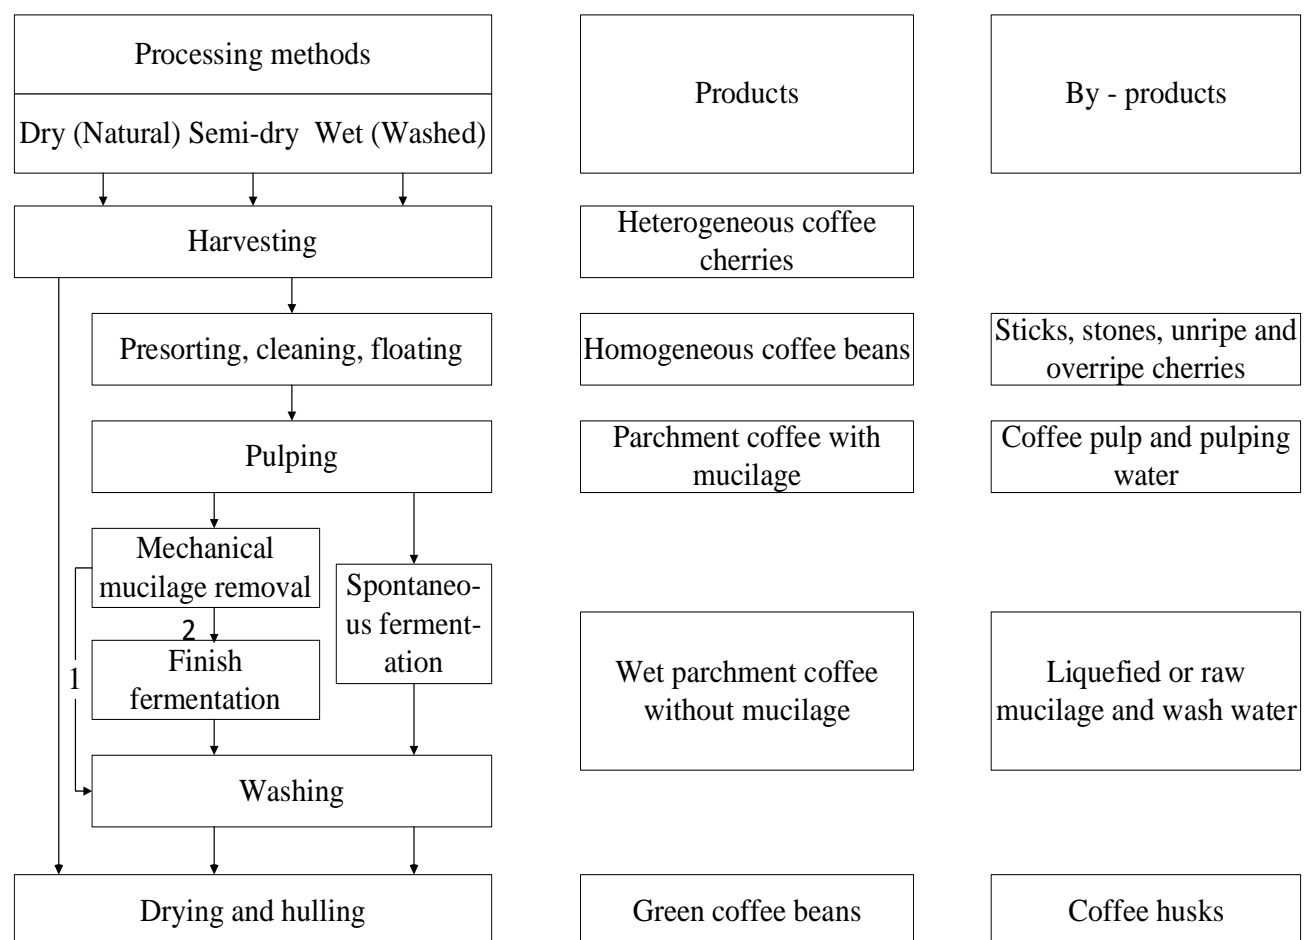 Processing methods
Products
By - products
Dry (Natural) Semi-dry Wet (Washed)
Harvesting
Heterogeneous coffee
cherries
Presorting, cleaning, floating
Homogeneous coffee beans
Sticks, stones, unripe and
overripe cherries
Pulping
Parchment coffee with
mucilage
Coffee pulp and pulping
water
Mechanical
mucilage removal
Spontaneo-
us ferment-
ation
2
1
Finish
fermentation
Wet parchment coffee
without mucilage
Liquefied or raw
mucilage and wash water
Washing
Drying and hulling
Green coffee beans
Coffee husks